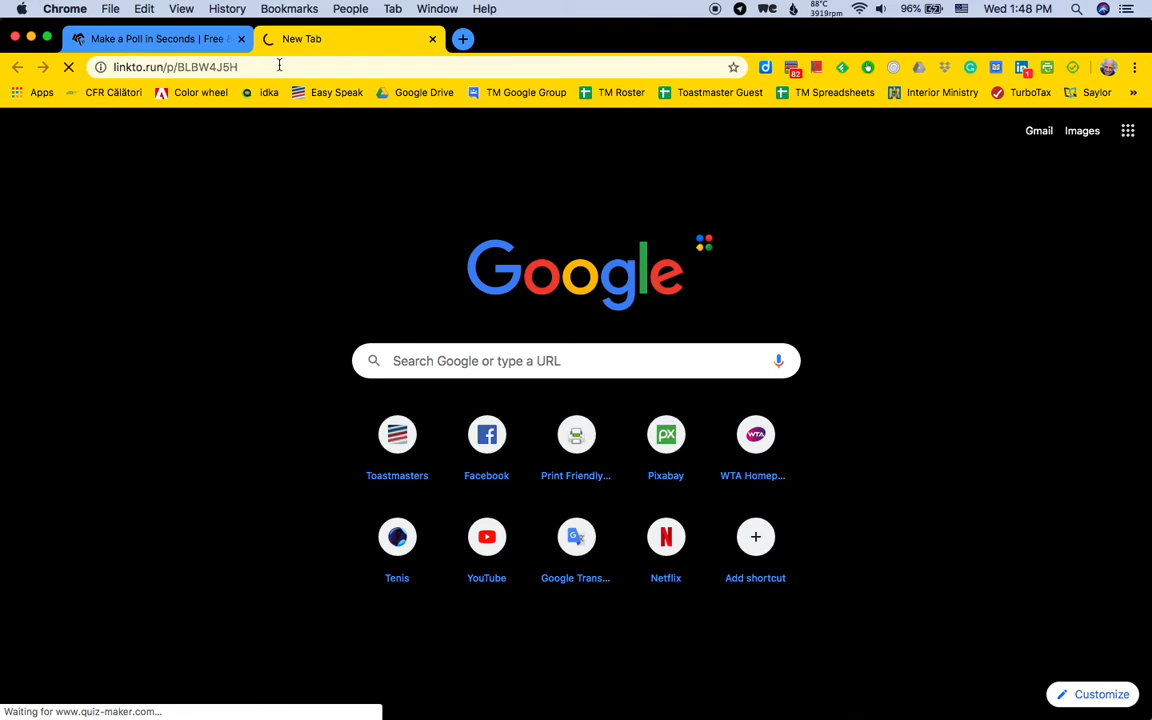 Chrome File Edit View History Bookmarks People Tab Window Help 88°C 3919rpm 96% Wed 1:48 PM
Make a Poll in Seconds | Free New Tab
linkto.run/p/BLBW4J5H 82 1
Apps CFR Călători Color wheel idka Easy Speak Google Drive TM Google Group TM Roster Toastmaster Guest TM Spreadsheets Interior Ministry TurboTax Saylor »
Gmail Images
Google
Search Google or type a URL
px WTA
Toastmasters Facebook Print Friendly... Pixabay WTA Homep...
Tenis YouTube Google Trans... Netflix Add shortcut
Customize
Waiting for www.quiz-maker.com...